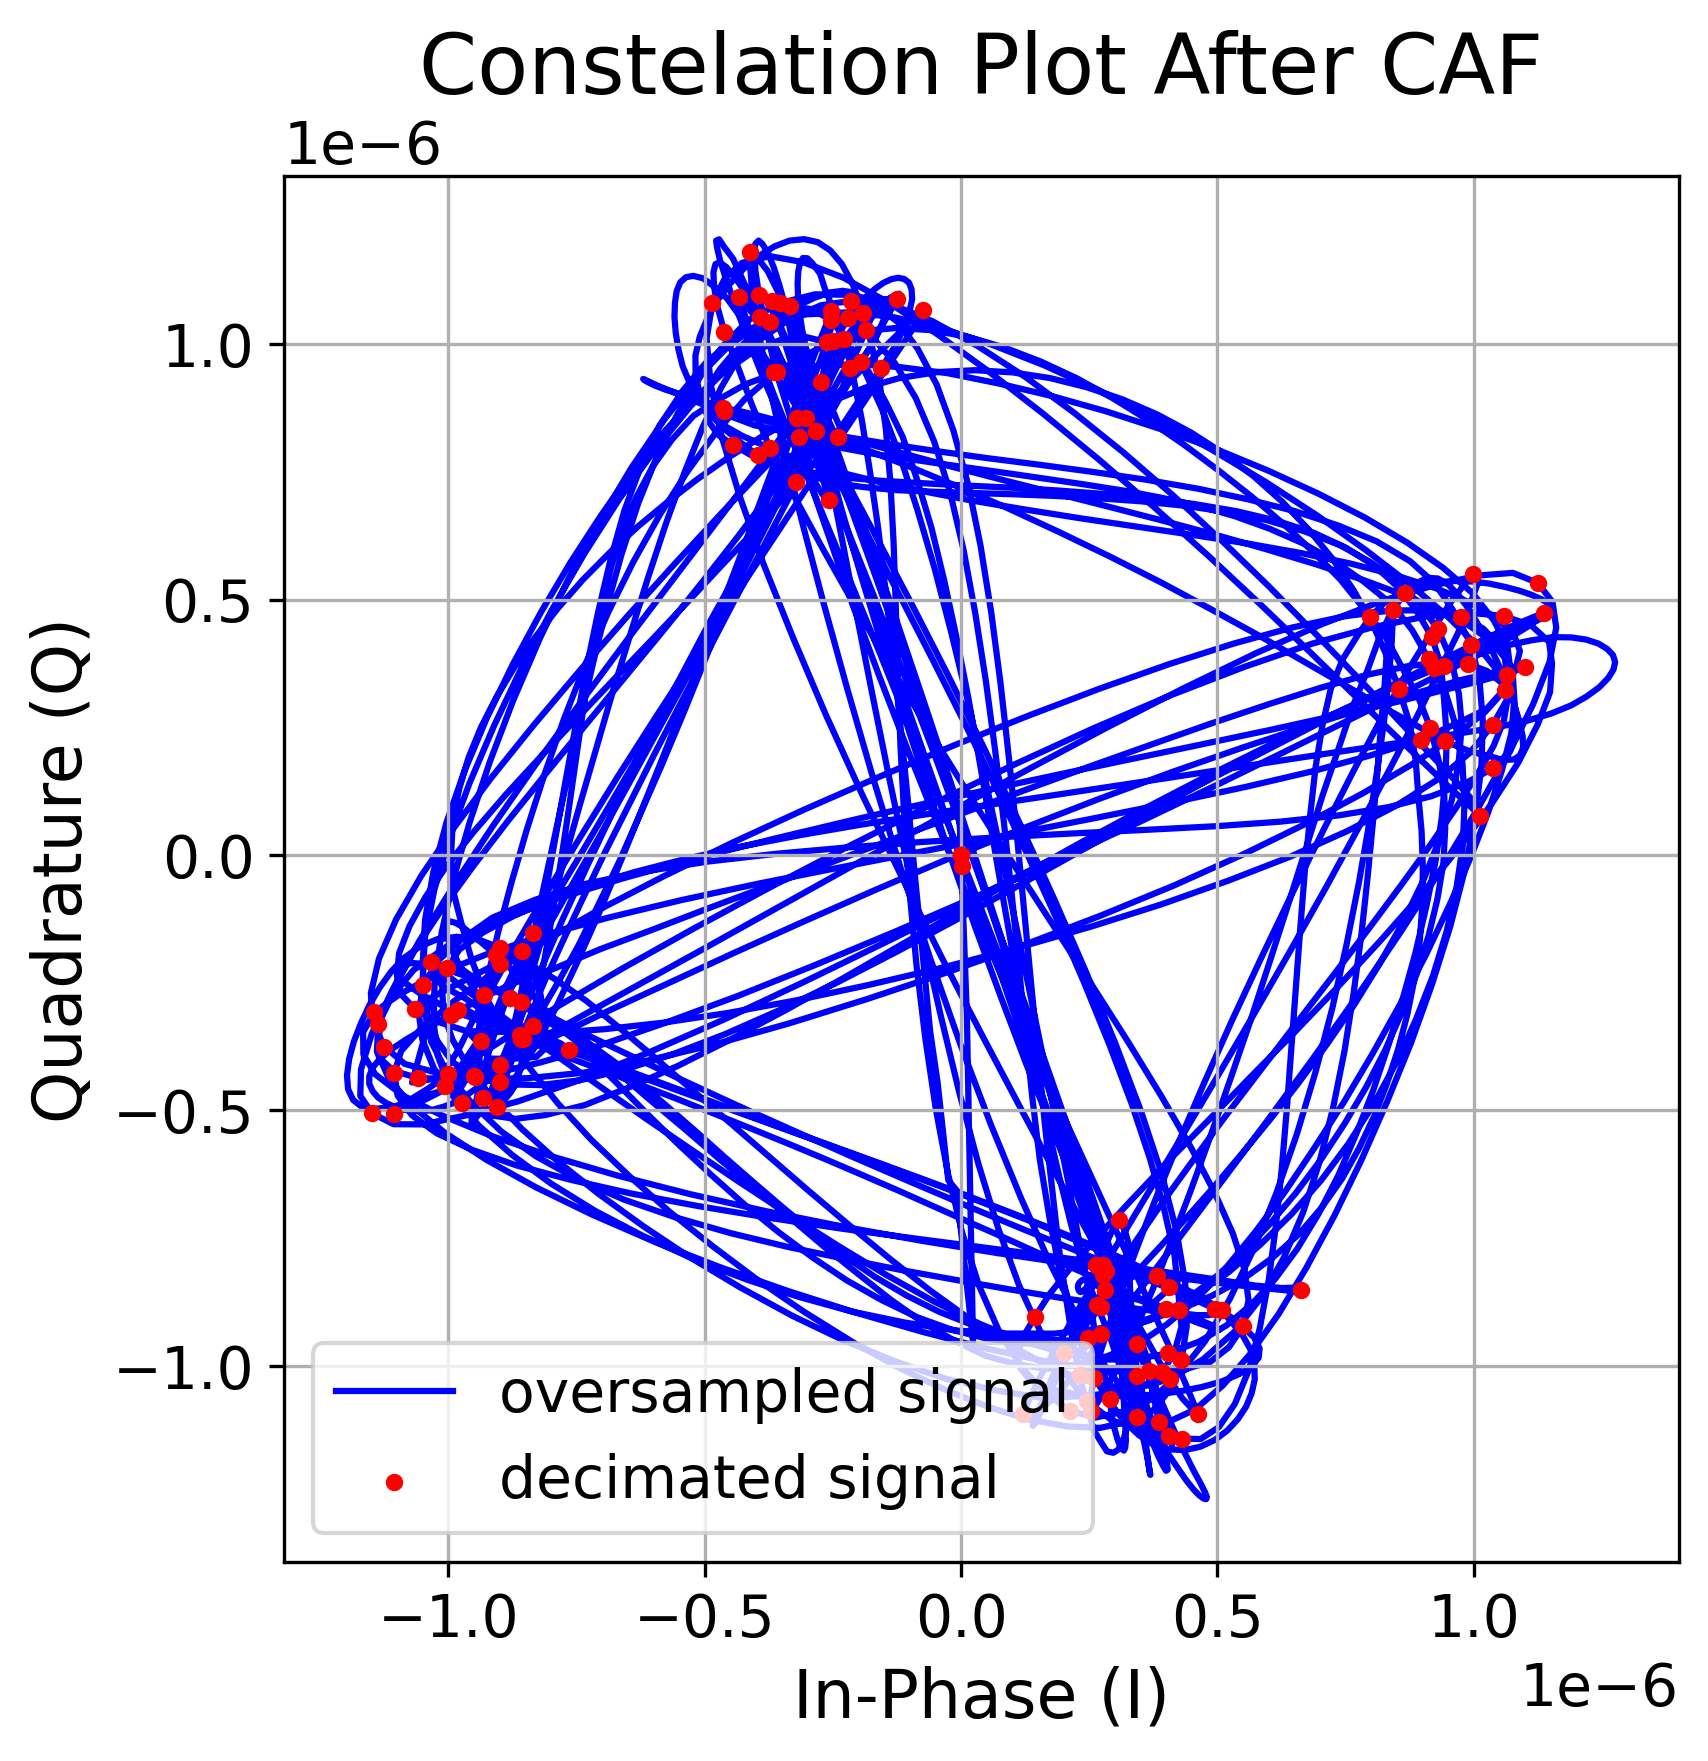 Constelation Plot After CAF
1e−6
1.0
0.5
0.0
−0.5
−1.0
Quadrature (Q)
oversampled signal
decimated signal
−1.0 −0.5 0.0 0.5 1.0
1e−6
In-Phase (I)